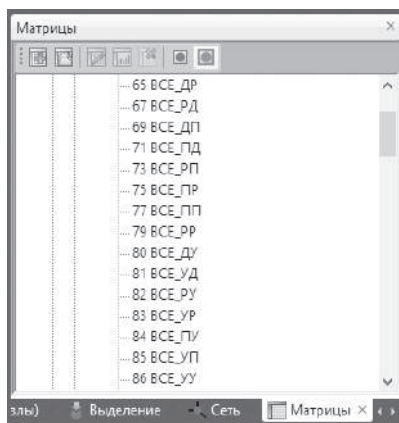 Матрицы
65 ВСЕ_ДР
67 ВСЕ_РД
69 ВСЕ_ДП
71 ВСЕ_ПД
73 ВСЕ_РП
75 ВСЕ_ПР
77 ВСЕ_ПП
79 ВСЕ_РР
80 ВСЕ_ДУ
81 ВСЕ_УД
82 ВСЕ_РУ
83 ВСЕ_УР
84 ВСЕ_ПУ
85 ВСЕ_УП
86 ВСЕ_УУ
злы) Выделение Сеть Матрицы